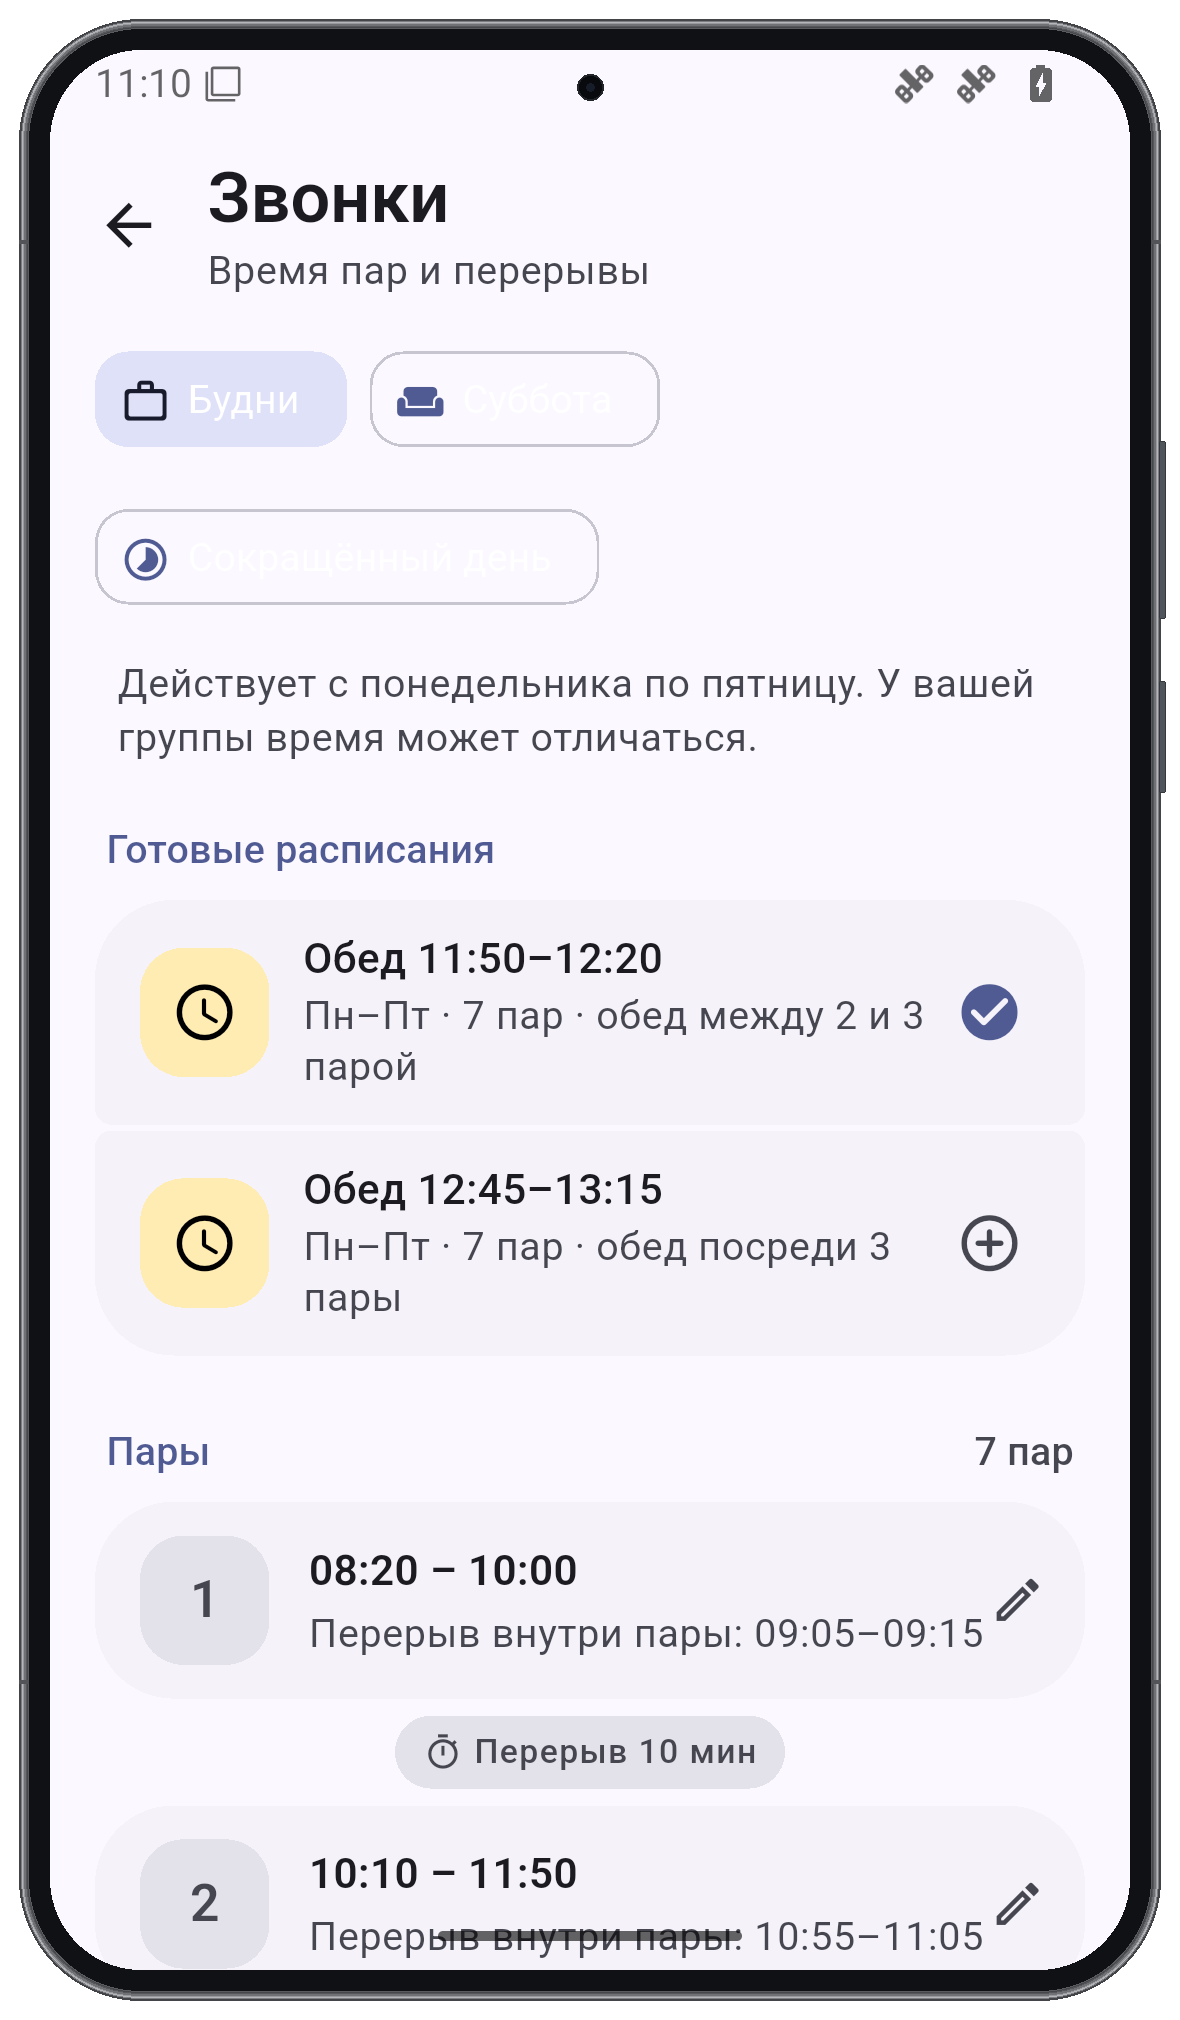 11:10
Звонки
Время пар и перерывы
Будни
Суббота
Сокращённый день
Действует с понедельника по пятницу. У вашей
группы время может отличаться.
Готовые расписания
Обед 11:50–12:20
Пн–Пт · 7 пар · обед между 2 и 3
парой
Обед 12:45–13:15
Пн–Пт · 7 пар · обед посреди 3
пары
Пары
7 пар
1
08:20 – 10:00
Перерыв внутри пары: 09:05–09:15
Перерыв 10 мин
2
10:10 – 11:50
Перерыв внутри пары: 10:55–11:05